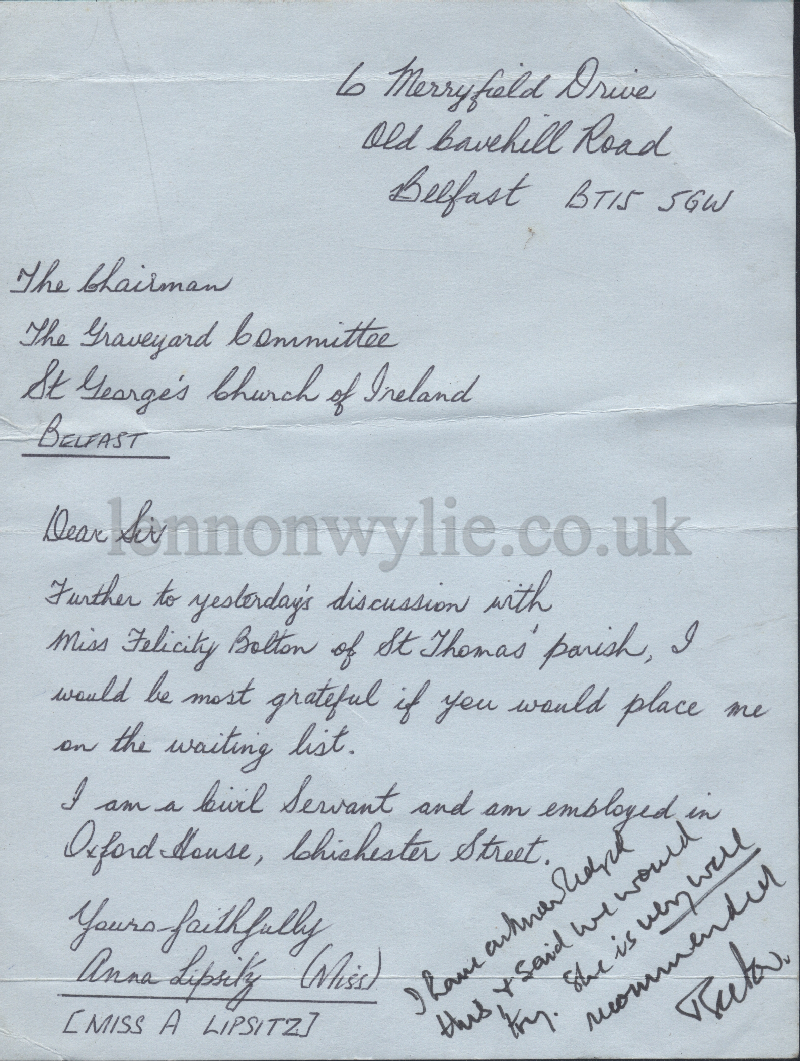 6 Merryfield Drive
Old Cavehill Road
Belfast BT15 5GW
The Chairman
The Graveyard Committee
St George's Church of Ireland
BELFAST
lennonwylie.co.uk
Dear Sir
Further to yesterday's discussion with
Miss Felicity Bolton of St Thomas' parish, I
would be most grateful if you would place me
on the waiting list.
I am a Civil Servant and am employed in
Oxford House, Chichester Street.
Yours faithfully
Anna Lipsitz (Miss)
[MISS A LIPSITZ]
I have acknowledged
this & said we would
try. She is very well
recommended
Rector.